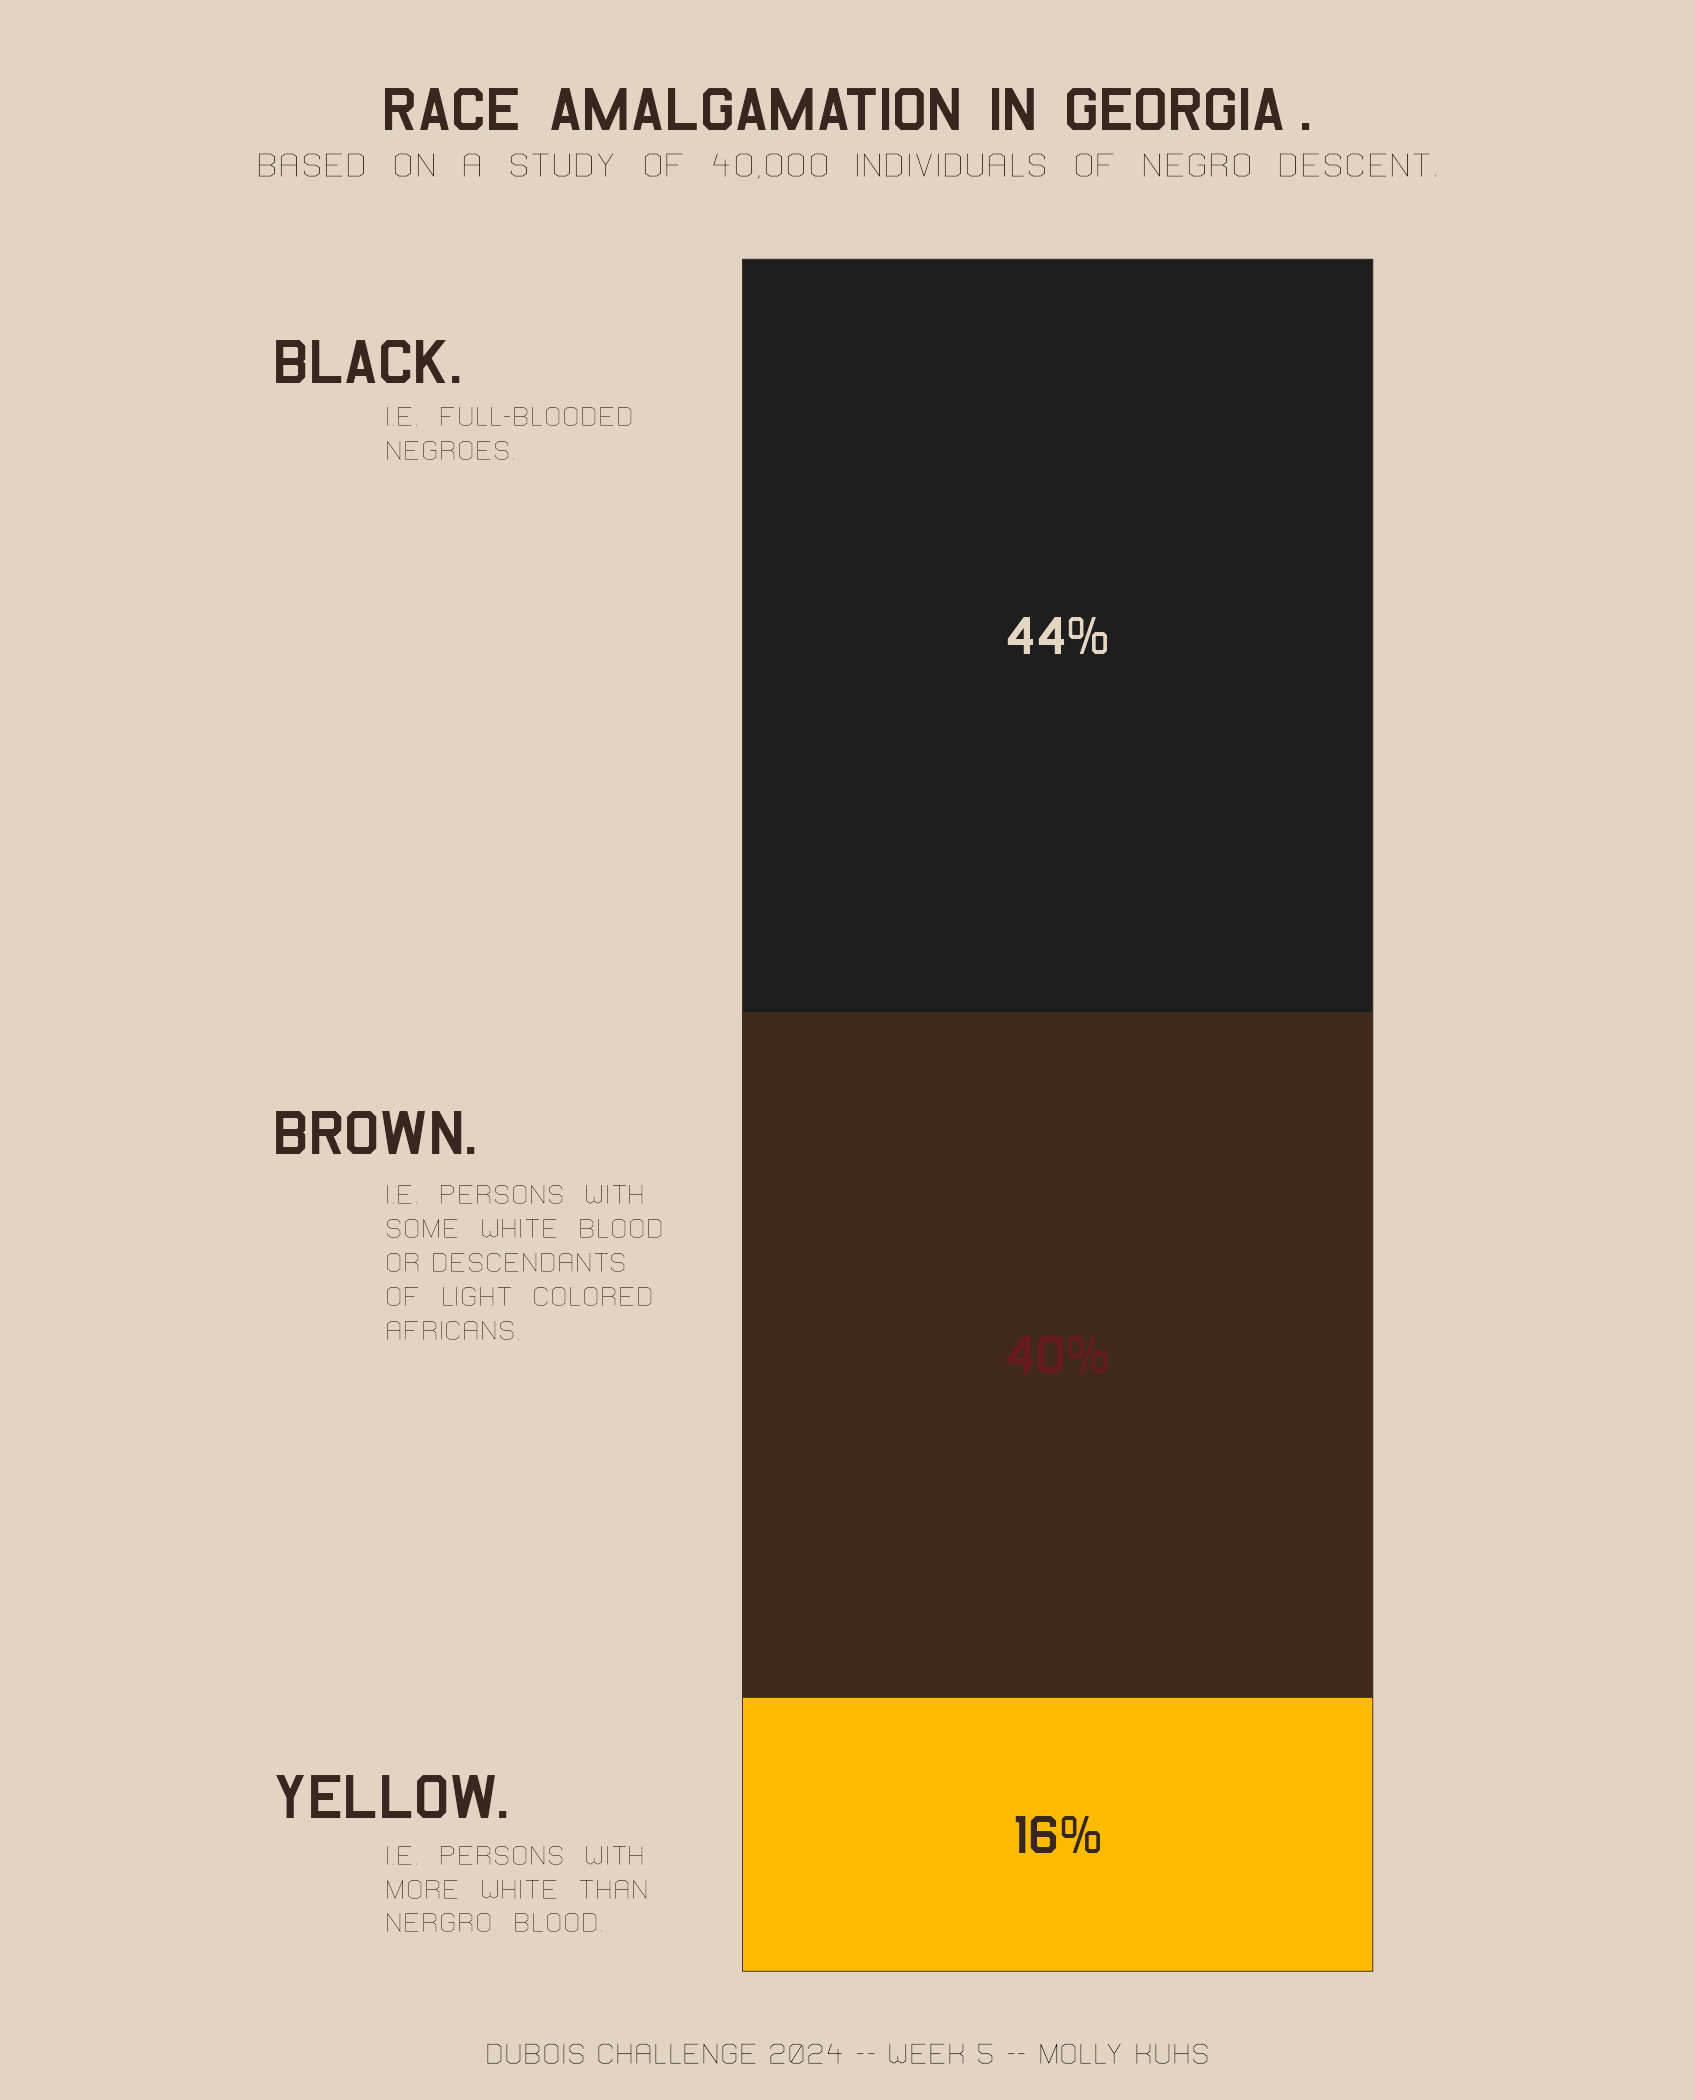 RACE AMALGAMATION IN GEORGIA .
BASED ON A STUDY OF 40,000 INDIVIDUALS OF NEGRO DESCENT.
BLACK.
I.E. FULL-BLOODED
NEGROES.
44%
BROWN.
I.E. PERSONS WITH
SOME WHITE BLOOD
OR DESCENDANTS
OF LIGHT COLORED
AFRICANS.
40%
YELLOW.
I.E. PERSONS WITH
MORE WHITE THAN
NERGRO BLOOD.
16%
DUBOIS CHALLENGE 2024 -- WEEK 5 -- MOLLY KUHS